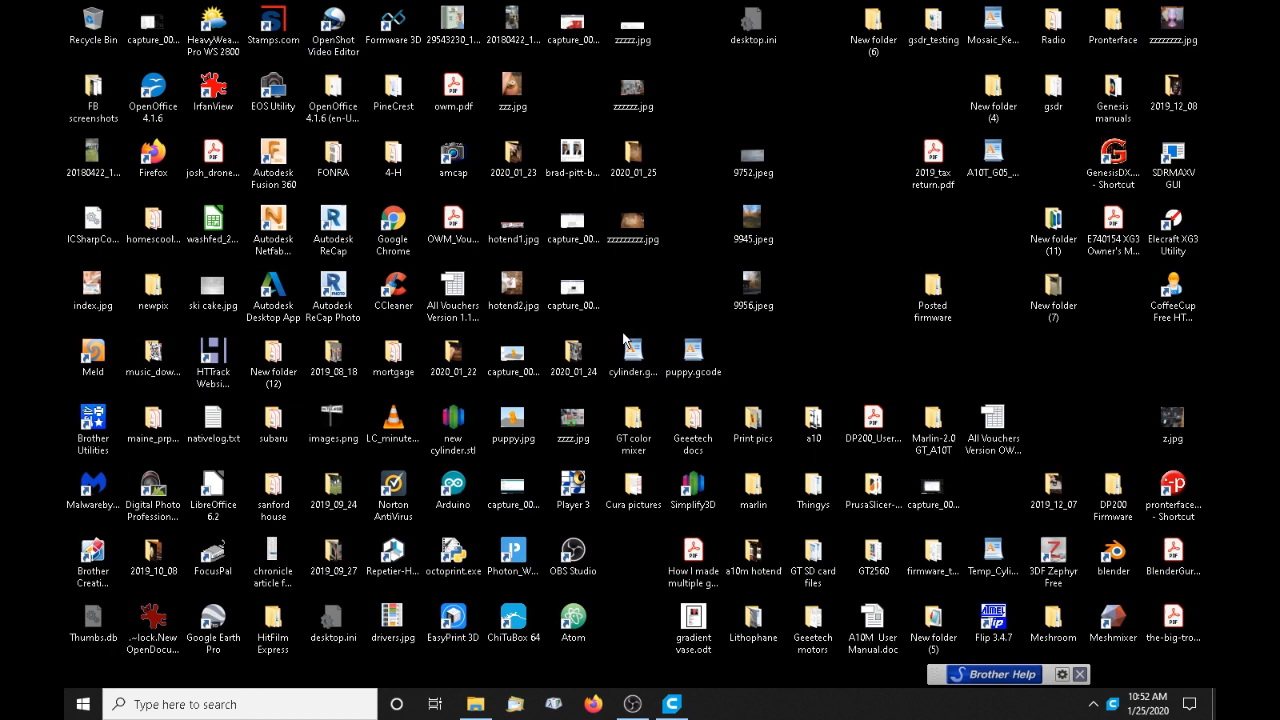 Recycle Bin
capture_00...
HeavyWea...
Pro WS 2800
Stamps.com
OpenShot
Video Editor
Formware 3D
29543230_1...
20180422_1...
capture_00...
zzzzz.jpg
desktop.ini
New folder
(6)
gsdr_testing
Mosaic_Ke...
Radio
Pronterface
zzzzzzzz.jpg
FB
screenshots
OpenOffice
4.1.6
IrfanView
EOS Utility
OpenOffice
4.1.6 (en-U...
PineCrest
owm.pdf
zzz.jpg
zzzzzz.jpg
New folder
(4)
gsdr
Genesis
manuals
2019_12_08
20180422_1...
Firefox
josh_drone...
Autodesk
Fusion 360
FONRA
4-H
amcap
2020_01_23
brad-pitt-b...
2020_01_25
9752.jpeg
2019_tax
return.pdf
A10T_G05_...
GenesisDX....
- Shortcut
SDRMAXV
GUI
ICSharpCo...
homescool...
washfed_2...
Autodesk
Netfab...
Autodesk
ReCap
Google
Chrome
OWM_Vou...
hotend1.jpg
capture_00...
zzzzzzzzz.jpg
9945.jpeg
New folder
(11)
E740154 XG3
Owner's M...
Elecraft XG3
Utility
index.jpg
newpix
ski cake.jpg
Autodesk
Desktop App
Autodesk
ReCap Photo
CCleaner
All Vouchers
Version 1.1...
hotend2.jpg
capture_00...
9956.jpeg
Posted
firmware
New folder
(7)
CoffeeCup
Free HT...
Meld
music_dow...
HTTrack
Websi...
New folder
(12)
2019_08_18
mortgage
2020_01_22
capture_00...
2020_01_24
cylinder.g...
puppy.gcode
Brother
Utilities
maine_prp...
nativelog.txt
subaru
images.png
LC_minute...
new
cylinder.stl
puppy.jpg
zzzz.jpg
GT color
mixer
Geeetech
docs
Print pics
a10
DP200_User...
Marlin-2.0
GT_A10T
All Vouchers
Version OW...
z.jpg
Malwareby...
Digital Photo
Profession...
LibreOffice
6.2
sanford
house
2019_09_24
Norton
AntiVirus
Arduino
capture_00...
Player 3
Cura pictures
Simplify3D
marlin
Thingys
PrusaSlicer-...
capture_00...
2019_12_07
DP200
Firmware
pronterface...
- Shortcut
Brother
Creati...
2019_10_08
FocusPal
chronicle
article f...
2019_09_27
Repetier-H...
octoprint.exe
Photon_W...
OBS Studio
How I made
multiple g...
a10m hotend
GT SD card
files
GT2560
firmware_t...
Temp_Cyli...
3DF Zephyr
Free
blender
BlenderGur...
Thumbs.db
.~lock.New
OpenDocu...
Google Earth
Pro
HitFilm
Express
desktop.ini
drivers.jpg
EasyPrint 3D
ChiTuBox 64
Atom
gradient
vase.odt
Lithophane
Geeetech
motors
A10M User
Manual.doc
New folder
(5)
ATMEL
Flip 3.4.7
Meshroom
Meshmixer
the-big-tro...
Brother Help
Type here to search
10:52 AM
1/25/2020